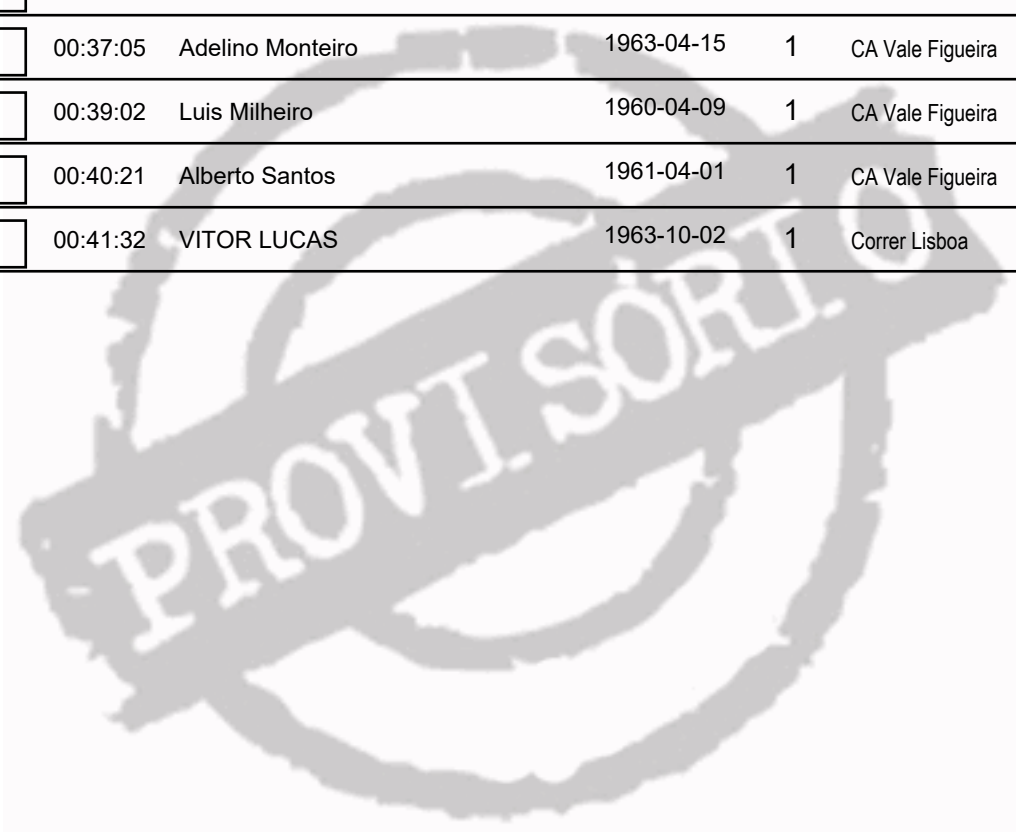 00:37:05 Adelino Monteiro 1963-04-15 1 CA Vale Figueira
00:39:02 Luis Milheiro 1960-04-09 1 CA Vale Figueira
00:40:21 Alberto Santos 1961-04-01 1 CA Vale Figueira
00:41:32 VITOR LUCAS 1963-10-02 1 Correr Lisboa
PROVISÓRIO